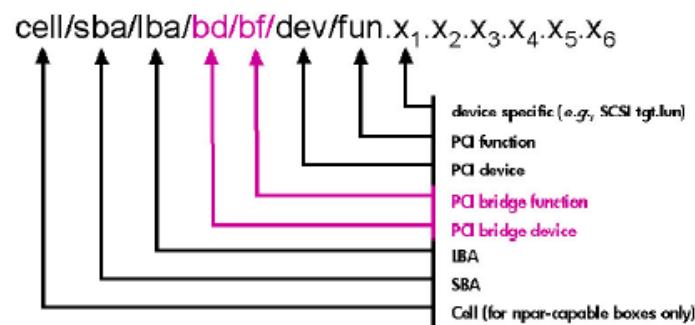 cell/sba/lba/bd/bf/dev/fun.x₁.x₂.x₃.x₄.x₅.x₆
device specific (e.g., SCSI tgt.lun)
PCI function
PCI device
PCI bridge function
PCI bridge device
LBA
SBA
Cell (for npar-capable boxes only)